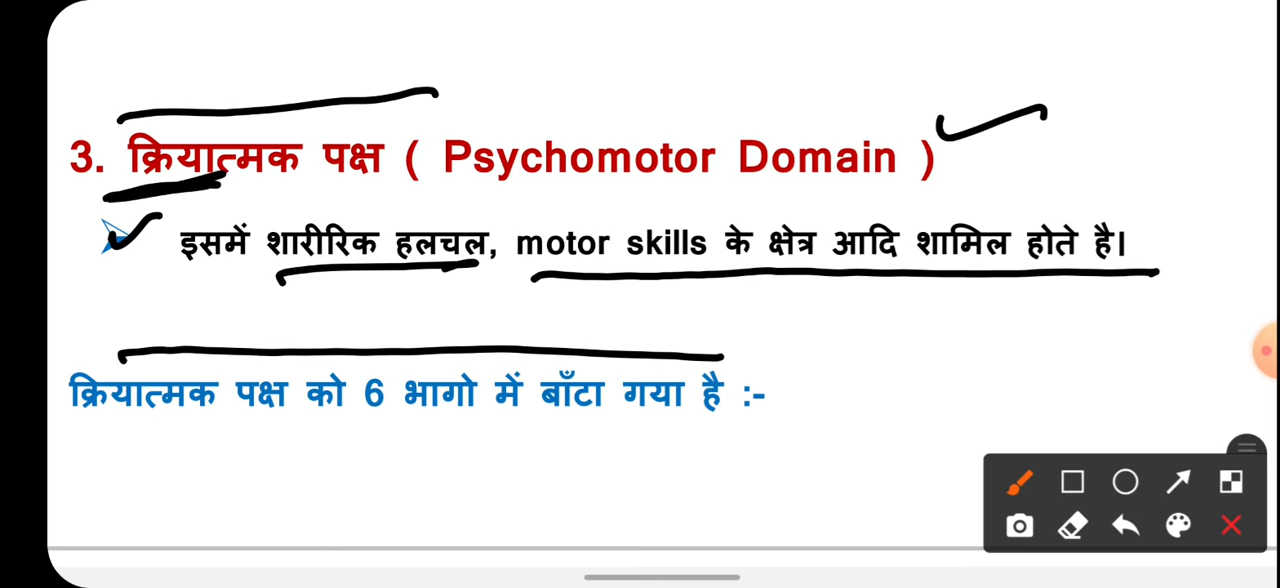 3. क्रियात्मक पक्ष ( Psychomotor Domain )
इसमें शारीरिक हलचल, motor skills के क्षेत्र आदि शामिल होते है।
क्रियात्मक पक्ष को 6 भागो में बाँटा गया है :-